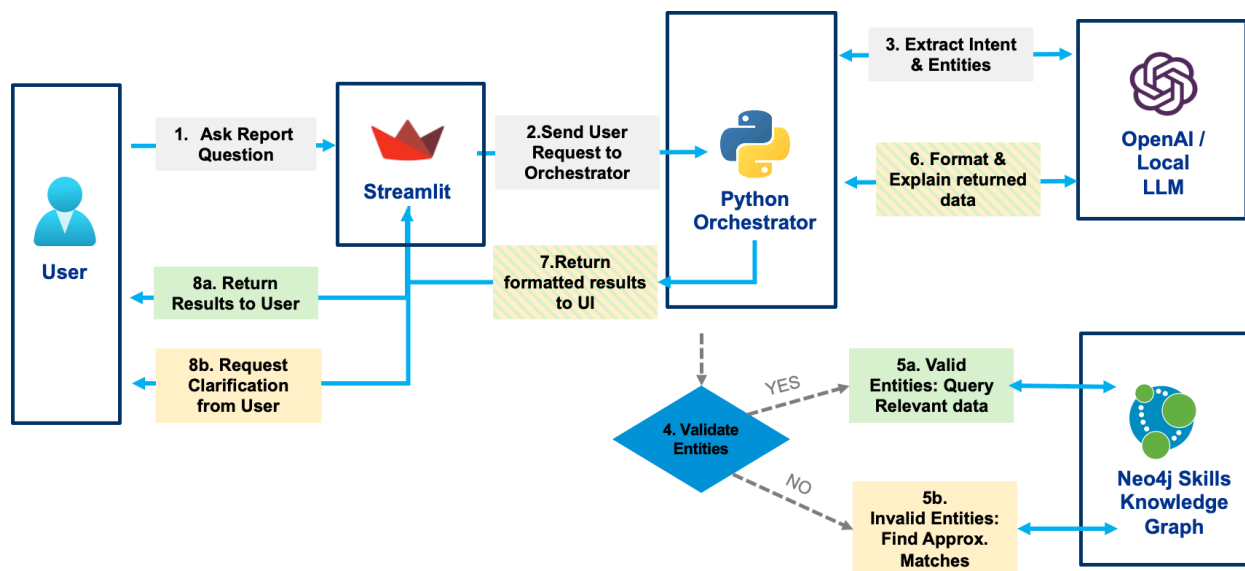 1. Ask Report
Question
Streamlit
2.Send User
Request to
Orchestrator
Python
Orchestrator
3. Extract Intent
& Entities
OpenAI /
Local
LLM
6. Format &
Explain returned
data
User
7.Return
formatted results
to UI
8a. Return
Results to User
8b. Request
Clarification
from User
4. Validate
Entities
YES
5a. Valid
Entities: Query
Relevant data
NO
5b.
Invalid Entities:
Find Approx.
Matches
Neo4j Skills
Knowledge
Graph